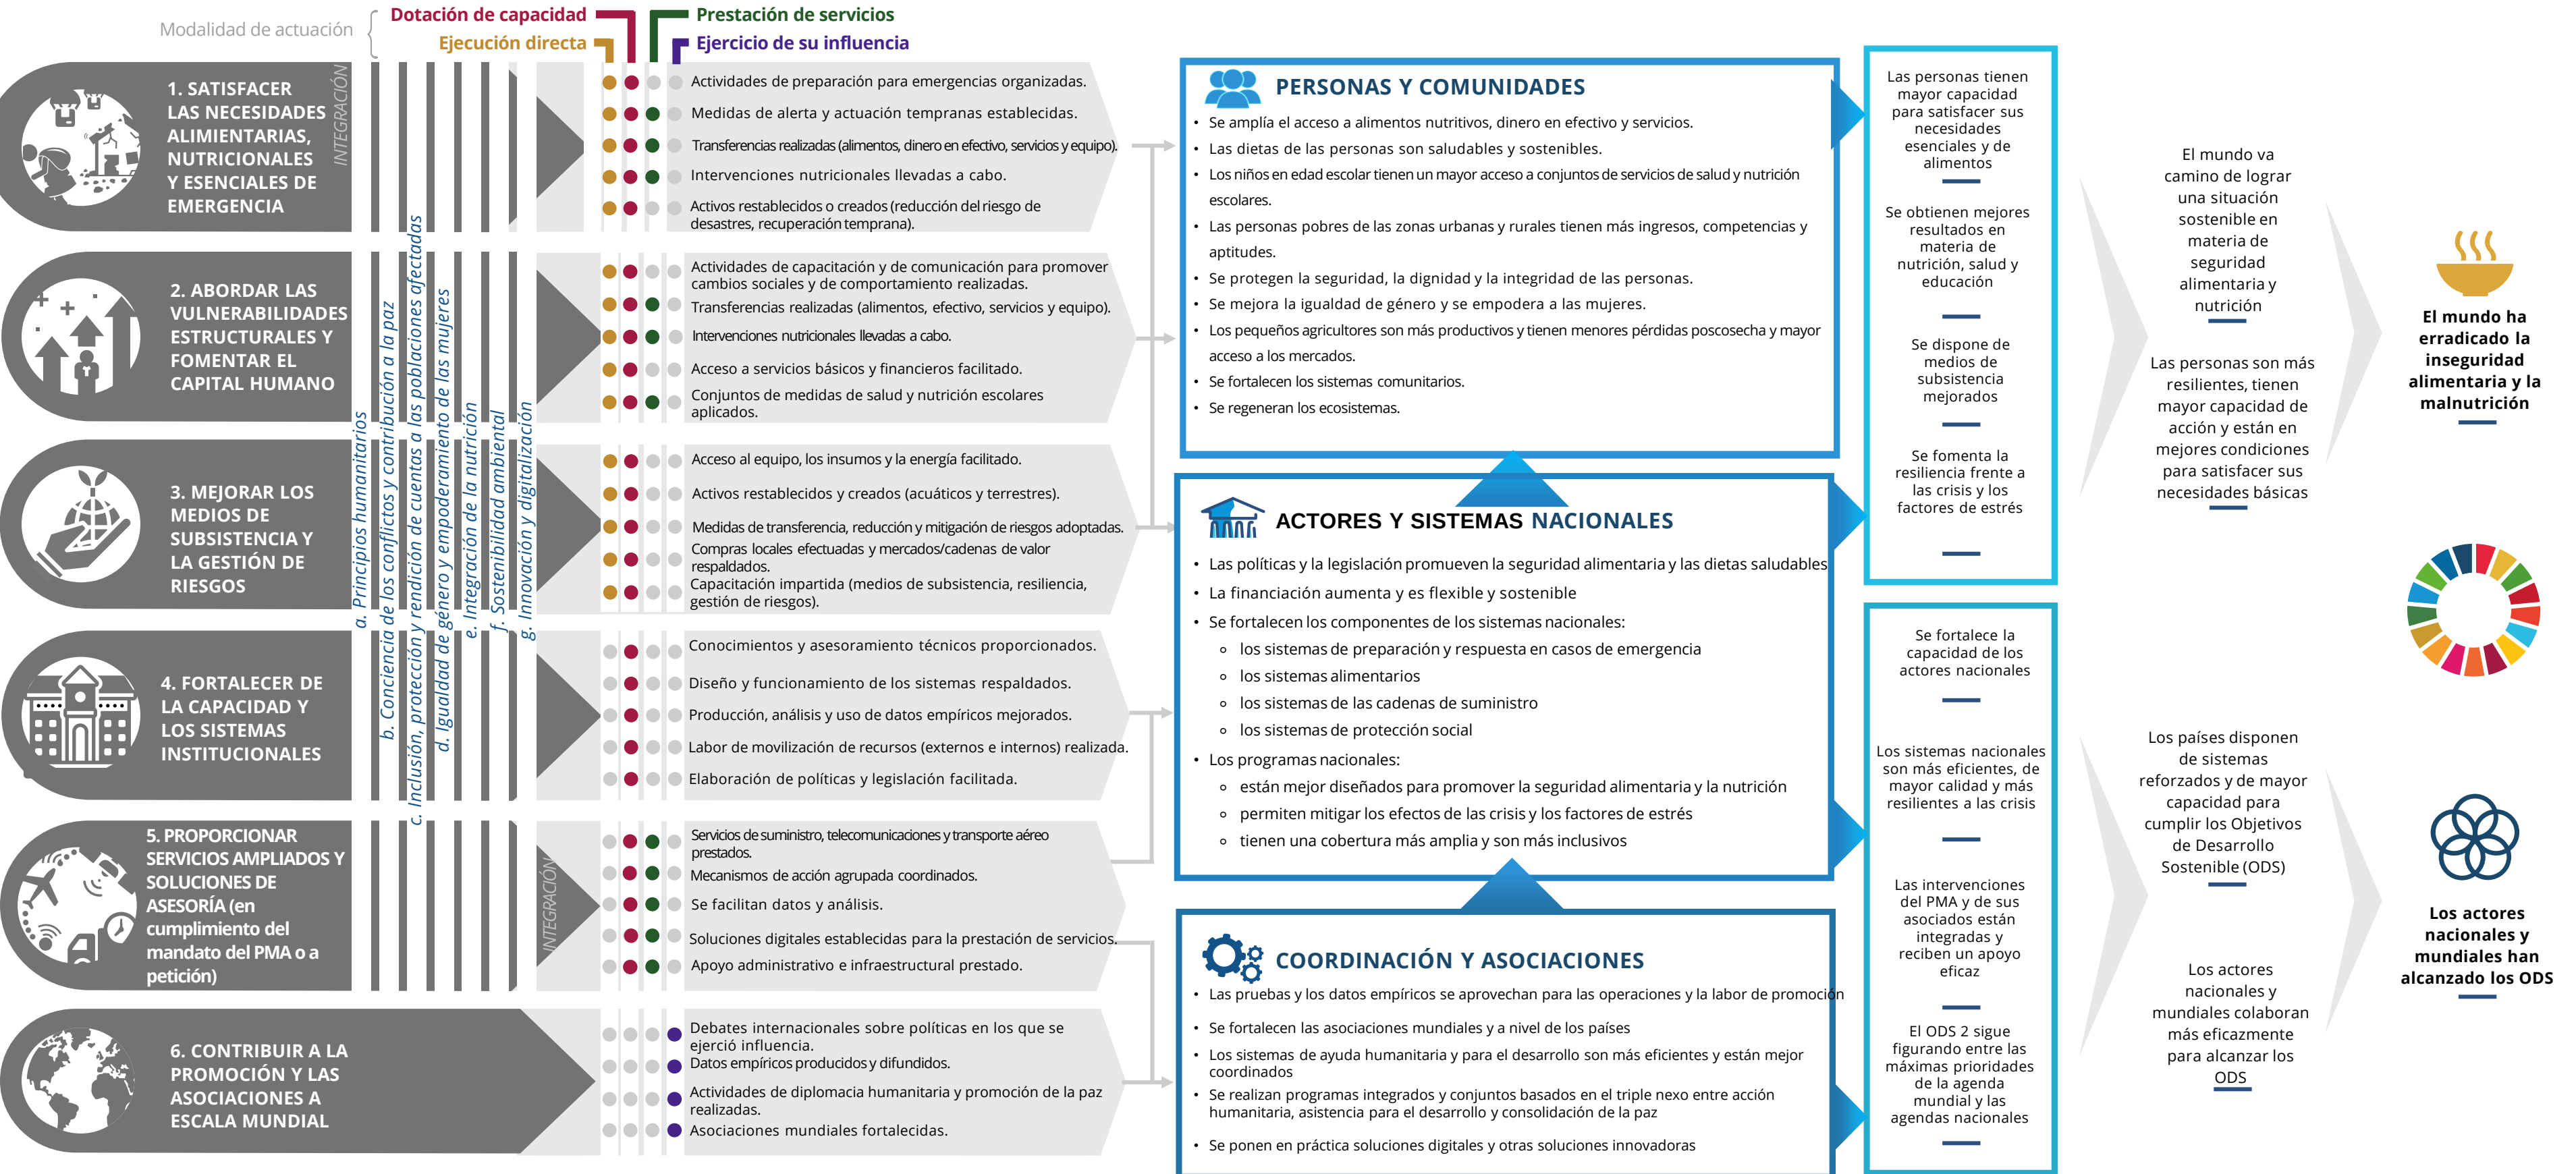 Modalidad de actuación
Dotación de capacidad
Ejecución directa
Prestación de servicios
Ejercicio de su influencia
INTEGRACIÓN
1. SATISFACER
LAS NECESIDADES
ALIMIENTARIAS,
NUTRICIONALES
Y ESENCIALES DE
EMERGENCIA
Actividades de preparación para emergencias organizadas.
Medidas de alerta y actuación tempranas establecidas.
Transferencias realizadas (alimentos, dinero en efectivo, servicios y equipo).
Intervenciones nutricionales llevadas a cabo.
Activos restablecidos o creados (reducción del riesgo de
desastres, recuperación temprana).
2. ABORDAR LAS
VULNERABILIDADES
ESTRUCTURALES Y
FOMENTAR EL
CAPITAL HUMANO
Actividades de capacitación y de comunicación para promover
cambios sociales y de comportamiento realizadas.
Transferencias realizadas (alimentos, efectivo, servicios y equipo).
Intervenciones nutricionales llevadas a cabo.
Acceso a servicios básicos y financieros facilitado.
Conjuntos de medidas de salud y nutrición escolares
aplicados.
3. MEJORAR LOS
MEDIOS DE
SUBSISTENCIA Y
LA GESTIÓN DE
RIESGOS
Acceso al equipo, los insumos y la energía facilitado.
Activos restablecidos y creados (acuáticos y terrestres).
Medidas de transferencia, reducción y mitigación de riesgos adoptadas.
Compras locales efectuadas y mercados/cadenas de valor
respaldados.
Capacitación impartida (medios de subsistencia, resiliencia,
gestión de riesgos).
4. FORTALECER DE
LA CAPACIDAD Y
LOS SISTEMAS
INSTITUCIONALES
Conocimientos y asesoramiento técnicos proporcionados.
Diseño y funcionamiento de los sistemas respaldados.
Producción, análisis y uso de datos empíricos mejorados.
Labor de movilización de recursos (externos e internos) realizada.
Elaboración de políticas y legislación facilitada.
5. PROPORCIONAR
SERVICIOS AMPLIADOS Y
SOLUCIONES DE
ASESORÍA (en
cumplimiento del
mandato del PMA o a
petición)
INTEGRACIÓN
Servicios de suministro, telecomunicaciones y transporte aéreo
prestados.
Mecanismos de acción agrupada coordinados.
Se facilitan datos y análisis.
Soluciones digitales establecidas para la prestación de servicios.
Apoyo administrativo e infraestructural prestado.
6. CONTRIBUIR A LA
PROMOCIÓN Y LAS
ASOCIACIONES A
ESCALA MUNDIAL
Debates internacionales sobre políticas en los que se
ejerció influencia.
Datos empíricos producidos y difundidos.
Actividades de diplomacia humanitaria y promoción de la paz
realizadas.
Asociaciones mundiales fortalecidas.
a. Principios humanitarios
b. Conciencia de los conflictos y contribución a la paz
c. Inclusión, protección y rendición de cuentas a las poblaciones afectadas
d. Igualdad de género y empoderamiento de las mujeres
e. Integración de la nutrición
f. Sostenibilidad ambiental
g. Innovación y digitalización
PERSONAS Y COMUNIDADES
• Se amplía el acceso a alimentos nutritivos, dinero en efectivo y servicios.
• Las dietas de las personas son saludables y sostenibles.
• Los niños en edad escolar tienen un mayor acceso a conjuntos de servicios de salud y nutrición
escolares.
• Las personas pobres de las zonas urbanas y rurales tienen más ingresos, competencias y
aptitudes.
• Se protegen la seguridad, la dignidad y la integridad de las personas.
• Se mejora la igualdad de género y se empodera a las mujeres.
• Los pequeños agricultores son más productivos y tienen menores pérdidas poscosecha y mayor
acceso a los mercados.
• Se fortalecen los sistemas comunitarios.
• Se regeneran los ecosistemas.
ACTORES Y SISTEMAS NACIONALES
• Las políticas y la legislación promueven la seguridad alimentaria y las dietas saludables
• La financiación aumenta y es flexible y sostenible
• Se fortalecen los componentes de los sistemas nacionales:
o los sistemas de preparación y respuesta en casos de emergencia
o los sistemas alimentarios
o los sistemas de las cadenas de suministro
o los sistemas de protección social
• Los programas nacionales:
o están mejor diseñados para promover la seguridad alimentaria y la nutrición
o permiten mitigar los efectos de las crisis y los factores de estrés
o tienen una cobertura más amplia y son más inclusivos
COORDINACIÓN Y ASOCIACIONES
• Las pruebas y los datos empíricos se aprovechan para las operaciones y la labor de promoción
• Se fortalecen las asociaciones mundiales y a nivel de los países
• Los sistemas de ayuda humanitaria y para el desarrollo son más eficientes y están mejor
coordinados
• Se realizan programas integrados y conjuntos basados en el triple nexo entre acción
humanitaria, asistencia para el desarrollo y consolidación de la paz
• Se ponen en práctica soluciones digitales y otras soluciones innovadoras
Las personas tienen
mayor capacidad
para satisfacer sus
necesidades
esenciales y de
alimentos
Se obtienen mejores
resultados en
materia de
nutrición, salud y
educación
Se dispone de
medios de
subsistencia
mejorados
Se fomenta la
resiliencia frente a
las crisis y los
factores de estrés
Se fortalece la
capacidad de los
actores nacionales
Los sistemas nacionales
son más eficientes, de
mayor calidad y más
resilientes a las crisis
Las intervenciones
del PMA y de sus
asociados están
integradas y
reciben un apoyo
eficaz
El ODS 2 sigue
figurando entre las
máximas prioridades
de la agenda
mundial y las
agendas nacionales
El mundo va
camino de lograr
una situación
sostenible en
materia de
seguridad
alimentaria y
nutrición
Las personas son más
resilientes, tienen
mayor capacidad de
acción y están en
mejores condiciones
para satisfacer sus
necesidades básicas
Los países disponen
de sistemas
reforzados y de mayor
capacidad para
cumplir los Objetivos
de Desarrollo
Sostenible (ODS)
Los actores
nacionales y
mundiales colaboran
más eficazmente
para alcanzar los
ODS
El mundo ha
erradicado la
inseguridad
alimentaria y la
malnutrición
Los actores
nacionales y
mundiales han
alcanzado los ODS